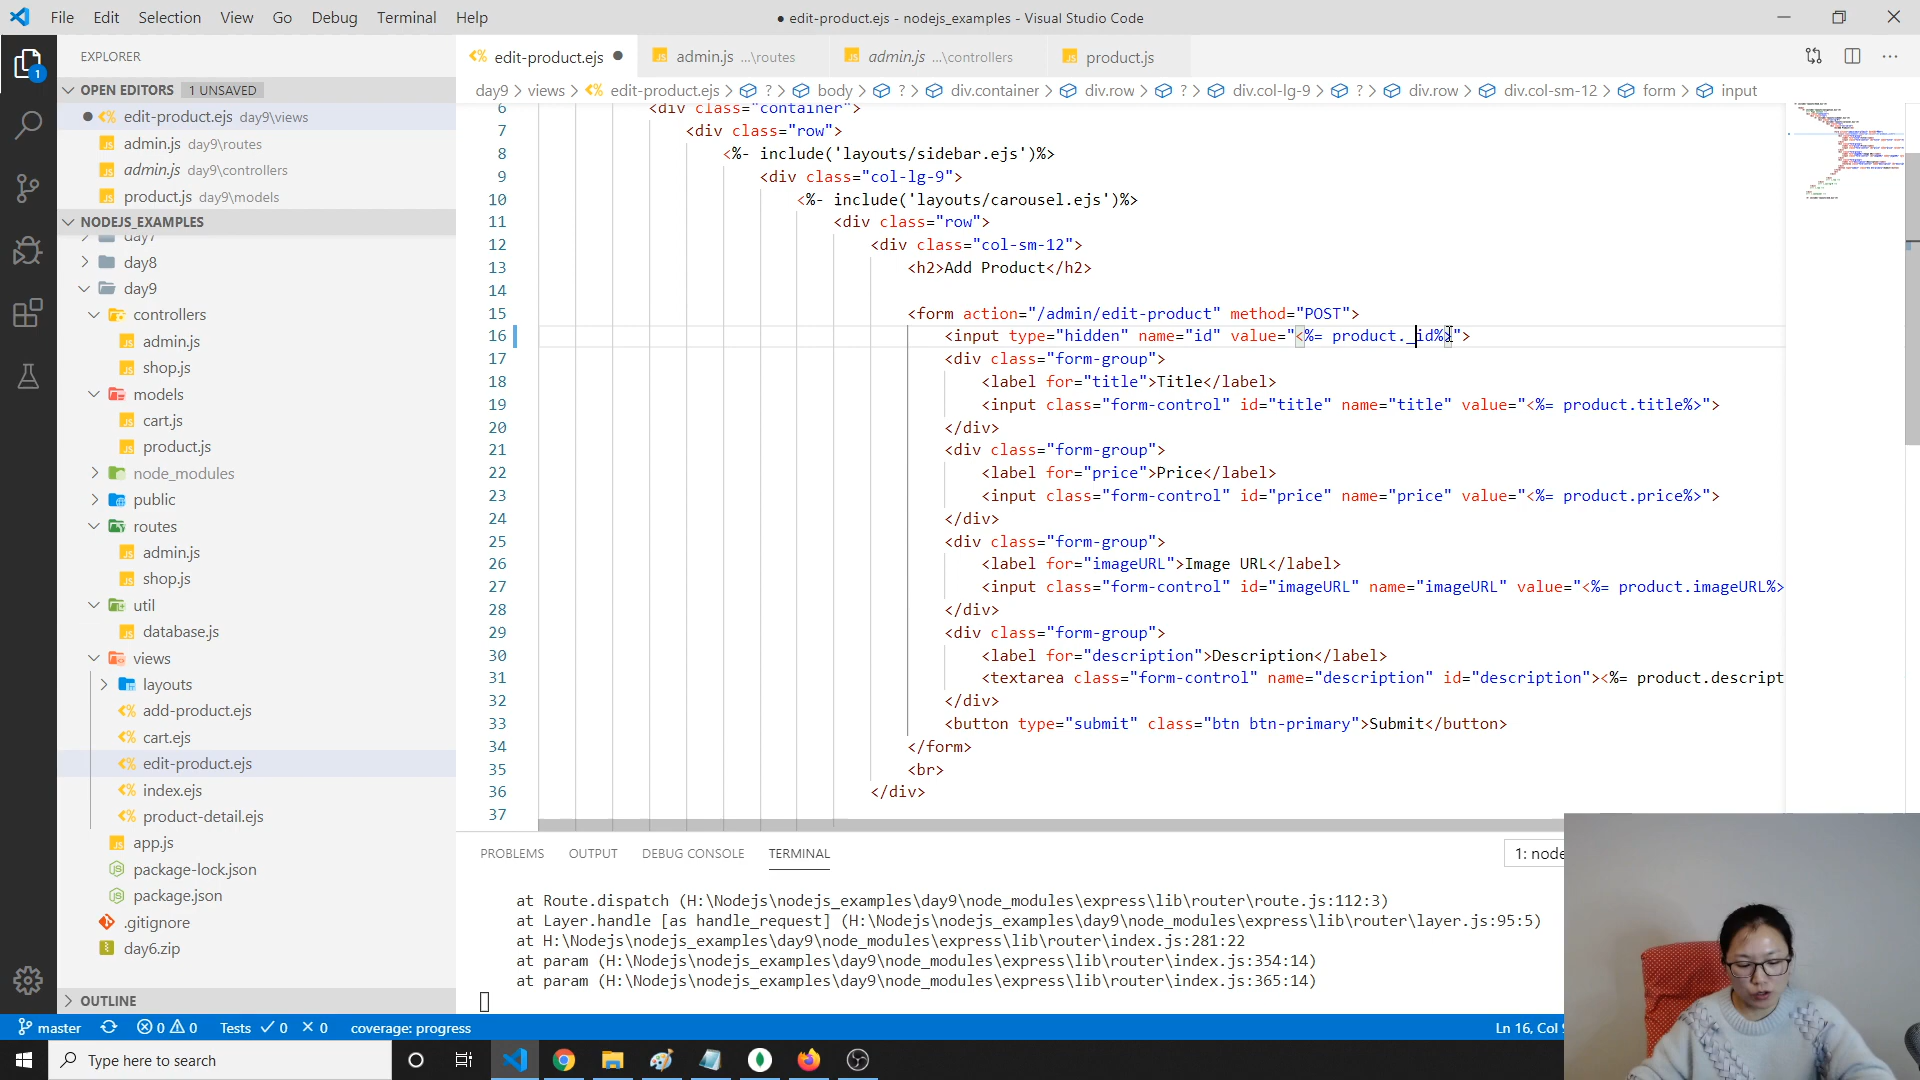 File Edit Selection View Go Debug Terminal Help
● edit-product.ejs - nodejs_examples - Visual Studio Code
EXPLORER
OPEN EDITORS 1 UNSAVED
edit-product.ejs day9\views
admin.js day9\routes
admin.js day9\controllers
product.js day9\models
NODEJS_EXAMPLES
day7
day8
day9
controllers
admin.js
shop.js
models
cart.js
product.js
node_modules
public
routes
admin.js
shop.js
util
database.js
views
layouts
add-product.ejs
cart.ejs
edit-product.ejs
index.ejs
product-detail.ejs
app.js
package-lock.json
package.json
.gitignore
day6.zip
OUTLINE
edit-product.ejs ● admin.js ...\routes admin.js ...\controllers product.js
day9 > views > edit-product.ejs > ? > body > ? > div.container > div.row > ? > div.col-lg-9 > ? > div.row > div.col-sm-12 > form > input
6 <div class="container">
7 <div class="row">
8 <%- include('layouts/sidebar.ejs')%>
9 <div class="col-lg-9">
10 <%- include('layouts/carousel.ejs')%>
11 <div class="row">
12 <div class="col-sm-12">
13 <h2>Add Product</h2>
14
15 <form action="/admin/edit-product" method="POST">
16 <input type="hidden" name="id" value="<%= product._id%>">
17 <div class="form-group">
18 <label for="title">Title</label>
19 <input class="form-control" id="title" name="title" value="<%= product.title%>">
20 </div>
21 <div class="form-group">
22 <label for="price">Price</label>
23 <input class="form-control" id="price" name="price" value="<%= product.price%>">
24 </div>
25 <div class="form-group">
26 <label for="imageURL">Image URL</label>
27 <input class="form-control" id="imageURL" name="imageURL" value="<%= product.imageURL%>
28 </div>
29 <div class="form-group">
30 <label for="description">Description</label>
31 <textarea class="form-control" name="description" id="description"><%= product.descript
32 </div>
33 <button type="submit" class="btn btn-primary">Submit</button>
34 </form>
35 <br>
36 </div>
37
PROBLEMS OUTPUT DEBUG CONSOLE TERMINAL 1: node
at Route.dispatch (H:\Nodejs\nodejs_examples\day9\node_modules\express\lib\router\route.js:112:3)
at Layer.handle [as handle_request] (H:\Nodejs\nodejs_examples\day9\node_modules\express\lib\router\layer.js:95:5)
at H:\Nodejs\nodejs_examples\day9\node_modules\express\lib\router\index.js:281:22
at param (H:\Nodejs\nodejs_examples\day9\node_modules\express\lib\router\index.js:354:14)
at param (H:\Nodejs\nodejs_examples\day9\node_modules\express\lib\router\index.js:365:14)
master 0 0 Tests ✓ 0 ✕ 0 coverage: progress Ln 16, Col
Type here to search